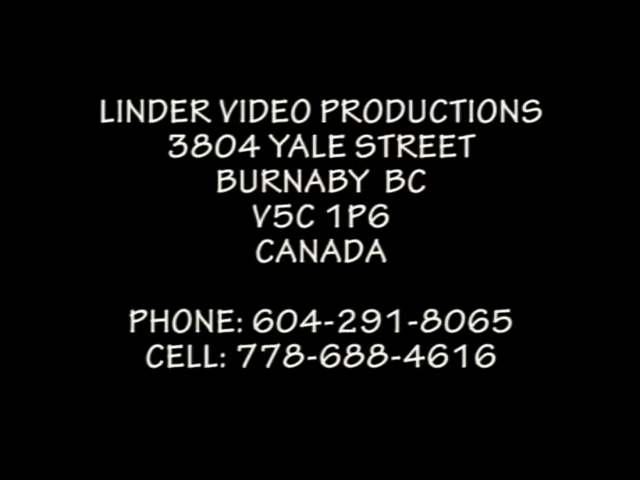 LINDER VIDEO PRODUCTIONS
3804 YALE STREET
BURNABY BC
V5C 1P6
CANADA
PHONE: 604-291-8065
CELL: 778-688-4616